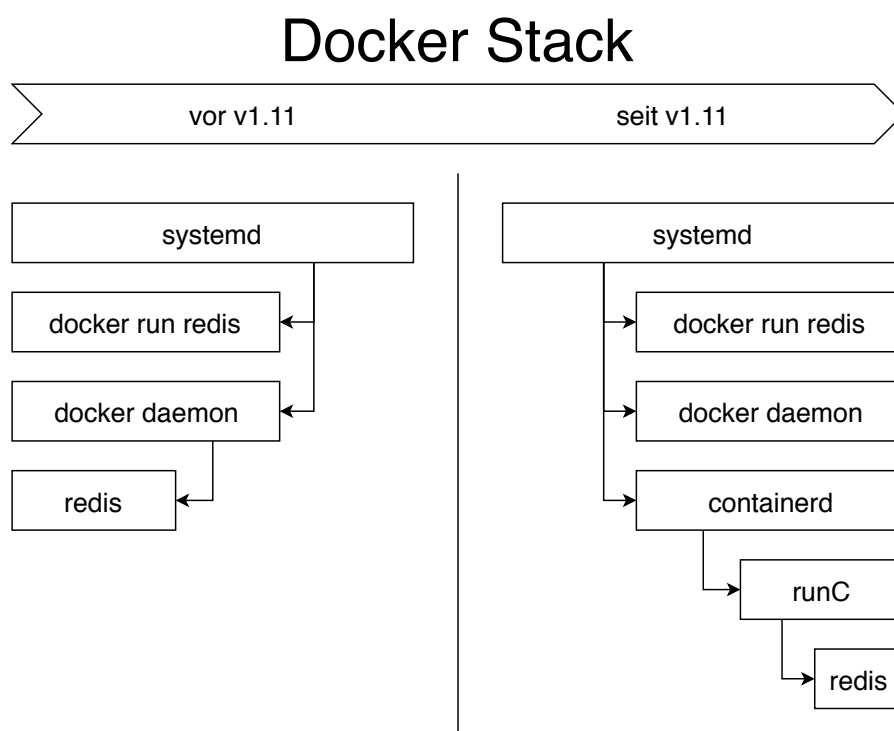 Docker Stack
vor v1.11
seit v1.11
systemd
docker run redis
docker daemon
redis
systemd
docker run redis
docker daemon
containerd
runC
redis